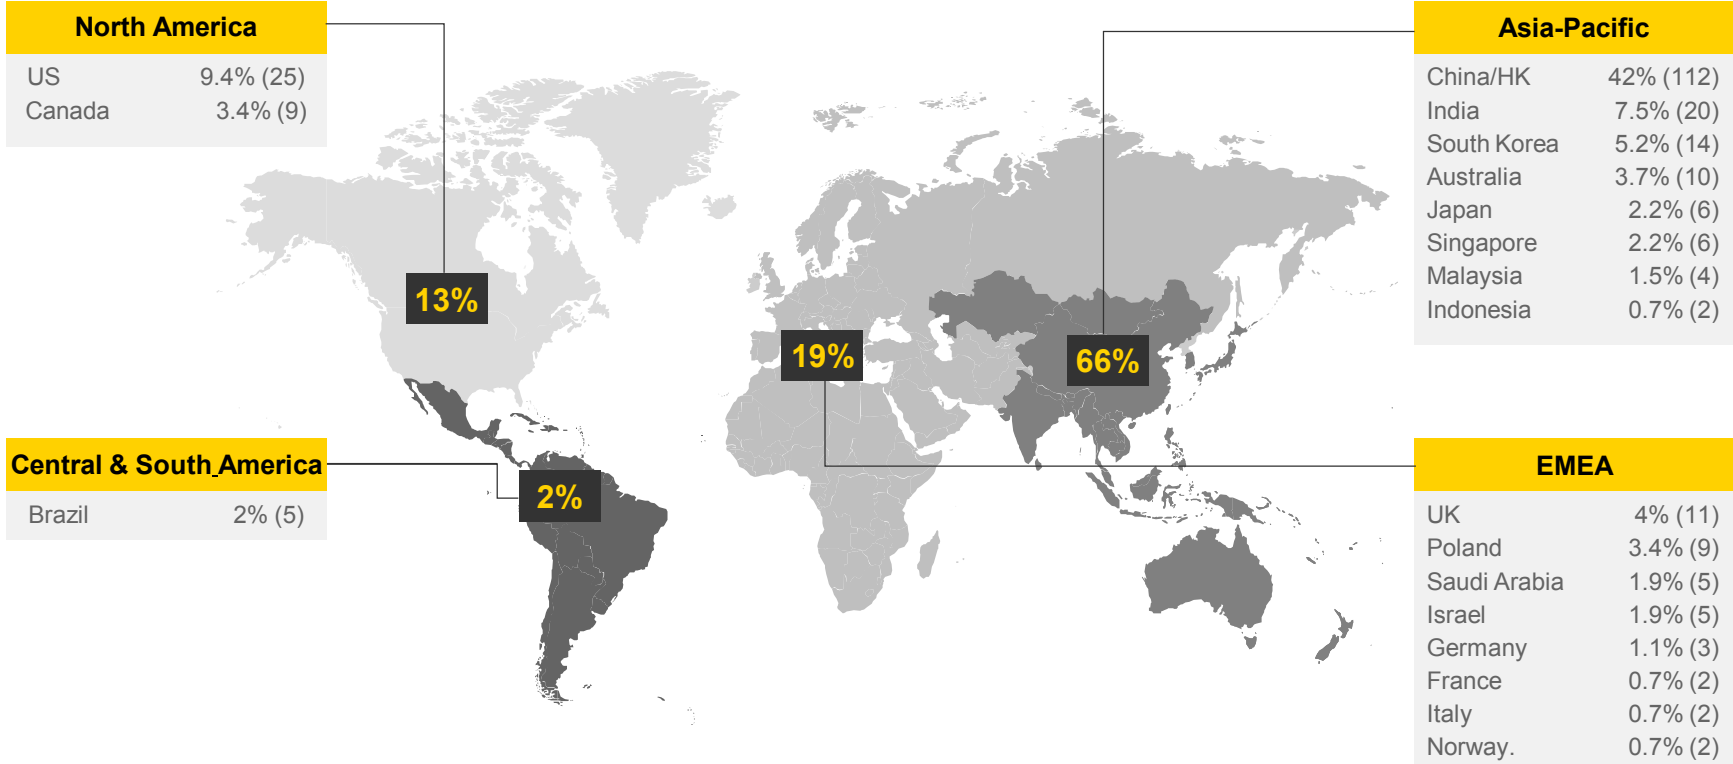 North America
US 9.4% (25)
Canada 3.4% (9)
13%
Central & South America
Brazil 2% (5)
2%
19%
66%
Asia-Pacific
China/HK 42% (112)
India 7.5% (20)
South Korea 5.2% (14)
Australia 3.7% (10)
Japan 2.2% (6)
Singapore 2.2% (6)
Malaysia 1.5% (4)
Indonesia 0.7% (2)
EMEA
UK 4% (11)
Poland 3.4% (9)
Saudi Arabia 1.9% (5)
Israel 1.9% (5)
Germany 1.1% (3)
France 0.7% (2)
Italy 0.7% (2)
Norway. 0.7% (2)